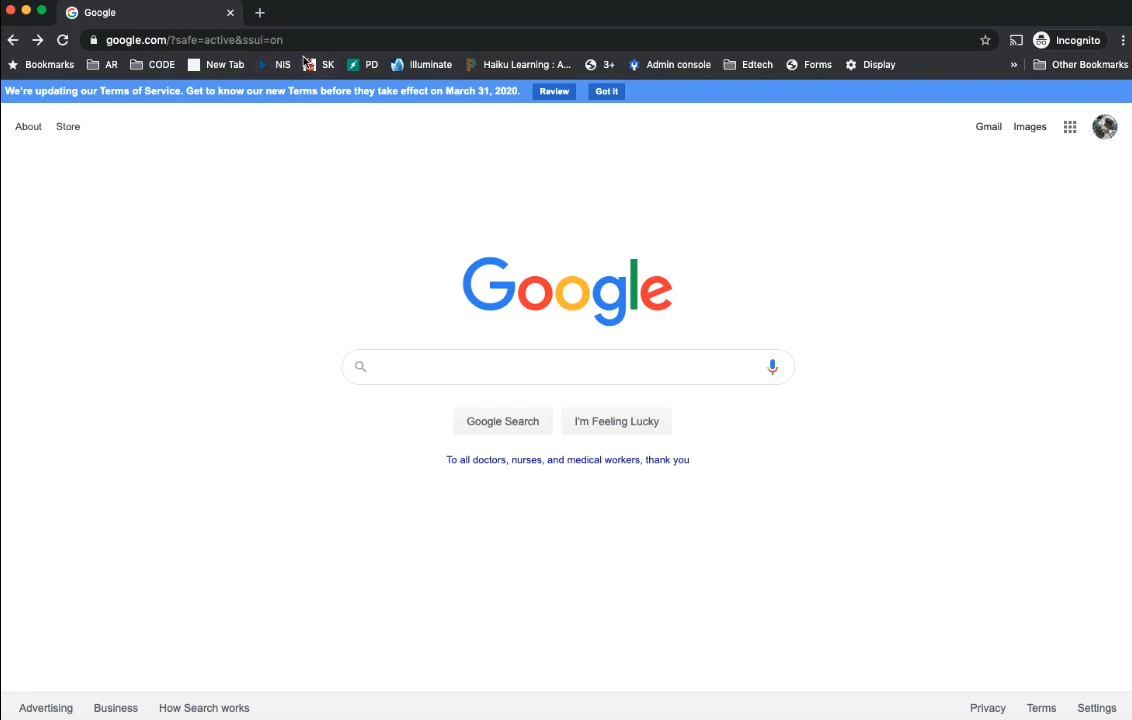 Google
google.com/?safe=active&ssui=on
Incognito
Bookmarks AR CODE New Tab NIS SK PD Illuminate Haiku Learning : A... 3+ Admin console Edtech Forms Display » Other Bookmarks
We're updating our Terms of Service. Get to know our new Terms before they take effect on March 31, 2020. Review Got it
About Store Gmail Images
Google
Google Search I'm Feeling Lucky
To all doctors, nurses, and medical workers, thank you
Advertising Business How Search works Privacy Terms Settings